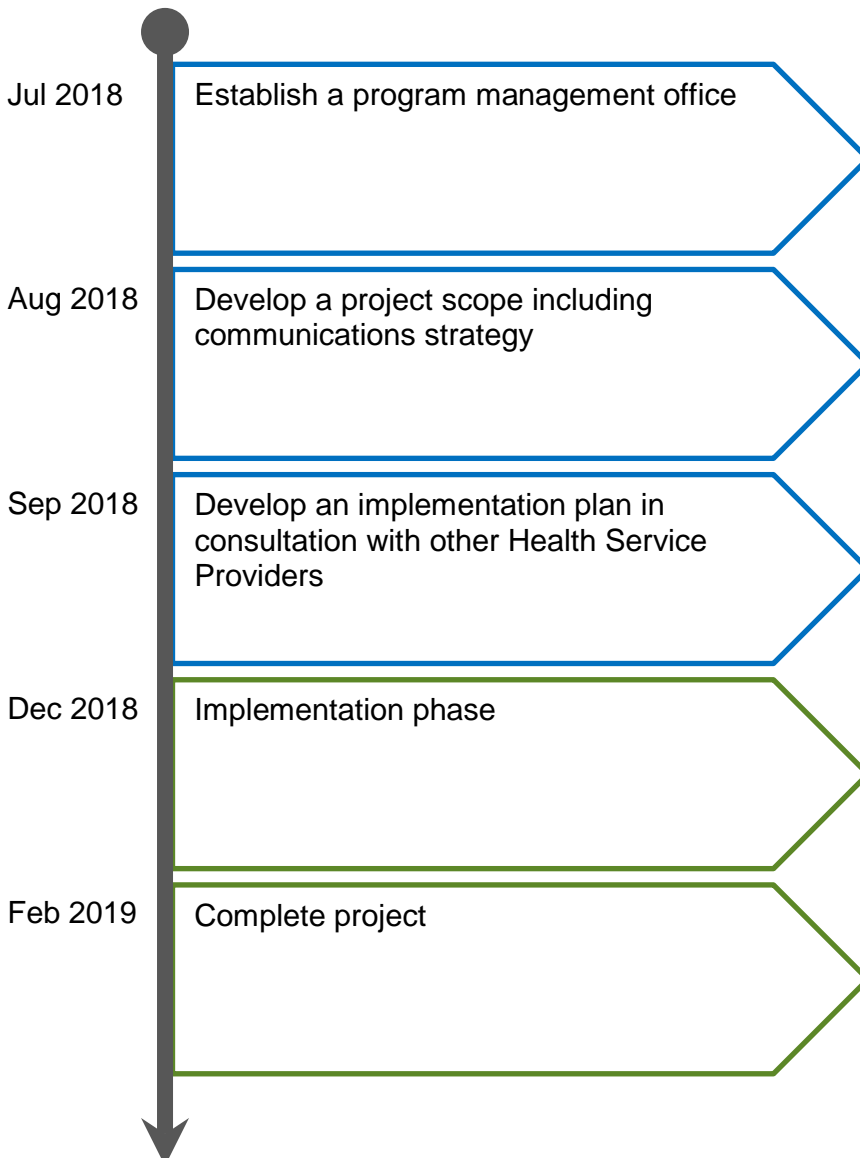 Jul 2018
Establish a program management office
Aug 2018
Develop a project scope including
communications strategy
Sep 2018
Develop an implementation plan in
consultation with other Health Service
Providers
Dec 2018
Implementation phase
Feb 2019
Complete project